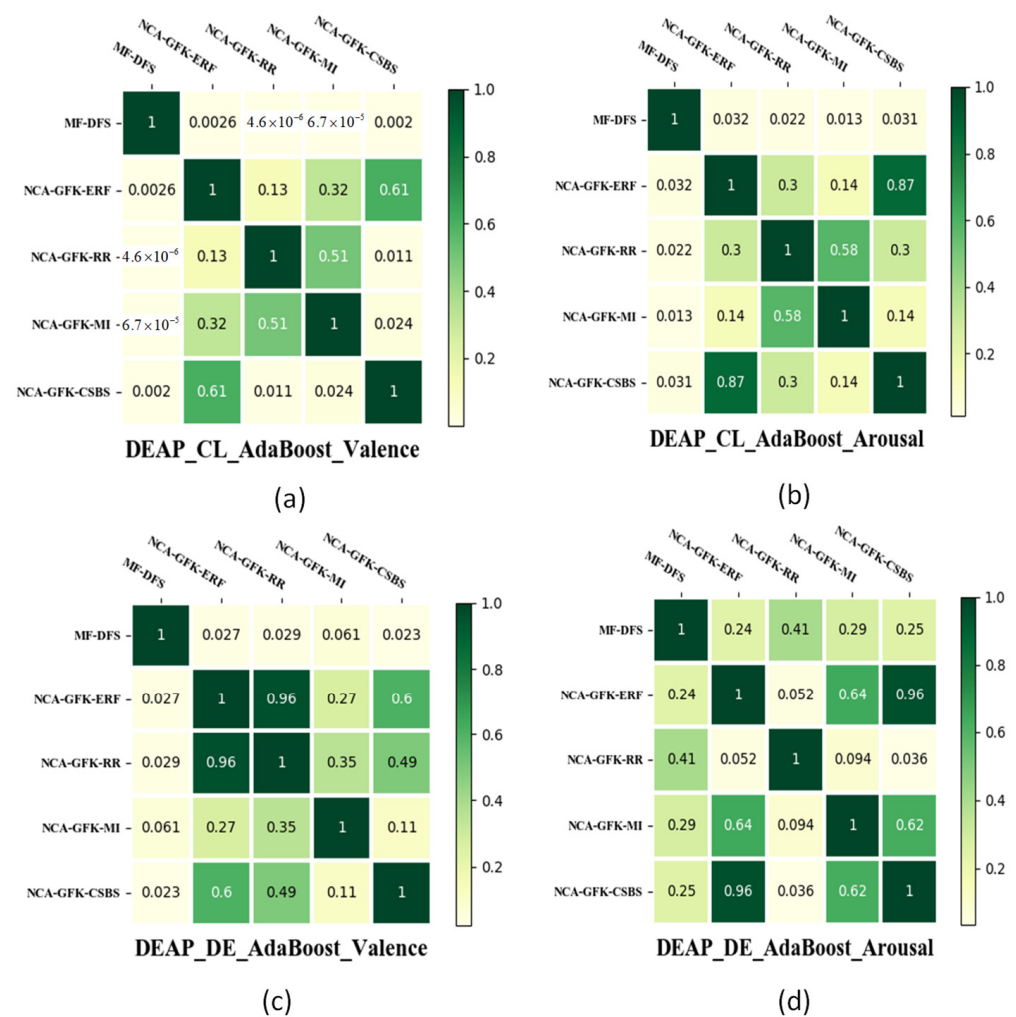 MF-DFS
NCA-GFK-ERF
NCA-GFK-RR
NCA-GFK-MI
NCA-GFK-CSBS
MF-DFS 1 0.0026 4.6×10⁻⁶ 6.7×10⁻⁵ 0.002
NCA-GFK-ERF 0.0026 1 0.13 0.32 0.61
NCA-GFK-RR 4.6×10⁻⁶ 0.13 1 0.51 0.011
NCA-GFK-MI 6.7×10⁻⁵ 0.32 0.51 1 0.024
NCA-GFK-CSBS 0.002 0.61 0.011 0.024 1
1.0
0.8
0.6
0.4
0.2
DEAP_CL_AdaBoost_Valence
(a)
MF-DFS
NCA-GFK-ERF
NCA-GFK-RR
NCA-GFK-MI
NCA-GFK-CSBS
MF-DFS 1 0.032 0.022 0.013 0.031
NCA-GFK-ERF 0.032 1 0.3 0.14 0.87
NCA-GFK-RR 0.022 0.3 1 0.58 0.3
NCA-GFK-MI 0.013 0.14 0.58 1 0.14
NCA-GFK-CSBS 0.031 0.87 0.3 0.14 1
1.0
0.8
0.6
0.4
0.2
DEAP_CL_AdaBoost_Arousal
(b)
MF-DFS
NCA-GFK-ERF
NCA-GFK-RR
NCA-GFK-MI
NCA-GFK-CSBS
MF-DFS 1 0.027 0.029 0.061 0.023
NCA-GFK-ERF 0.027 1 0.96 0.27 0.6
NCA-GFK-RR 0.029 0.96 1 0.35 0.49
NCA-GFK-MI 0.061 0.27 0.35 1 0.11
NCA-GFK-CSBS 0.023 0.6 0.49 0.11 1
1.0
0.8
0.6
0.4
0.2
DEAP_DE_AdaBoost_Valence
(c)
MF-DFS
NCA-GFK-ERF
NCA-GFK-RR
NCA-GFK-MI
NCA-GFK-CSBS
MF-DFS 1 0.24 0.41 0.29 0.25
NCA-GFK-ERF 0.24 1 0.052 0.64 0.96
NCA-GFK-RR 0.41 0.052 1 0.094 0.036
NCA-GFK-MI 0.29 0.64 0.094 1 0.62
NCA-GFK-CSBS 0.25 0.96 0.036 0.62 1
1.0
0.8
0.6
0.4
0.2
DEAP_DE_AdaBoost_Arousal
(d)